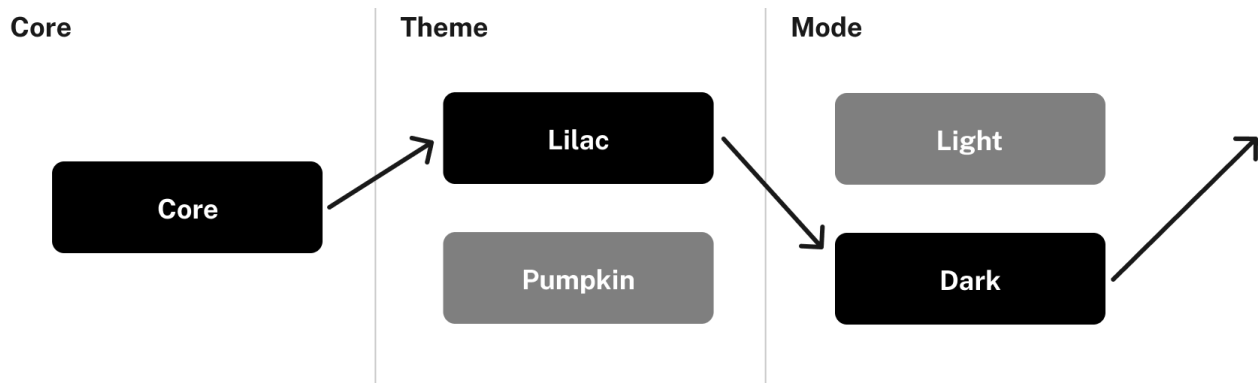 Core
Theme
Mode
Core
Lilac
Pumpkin
Light
Dark